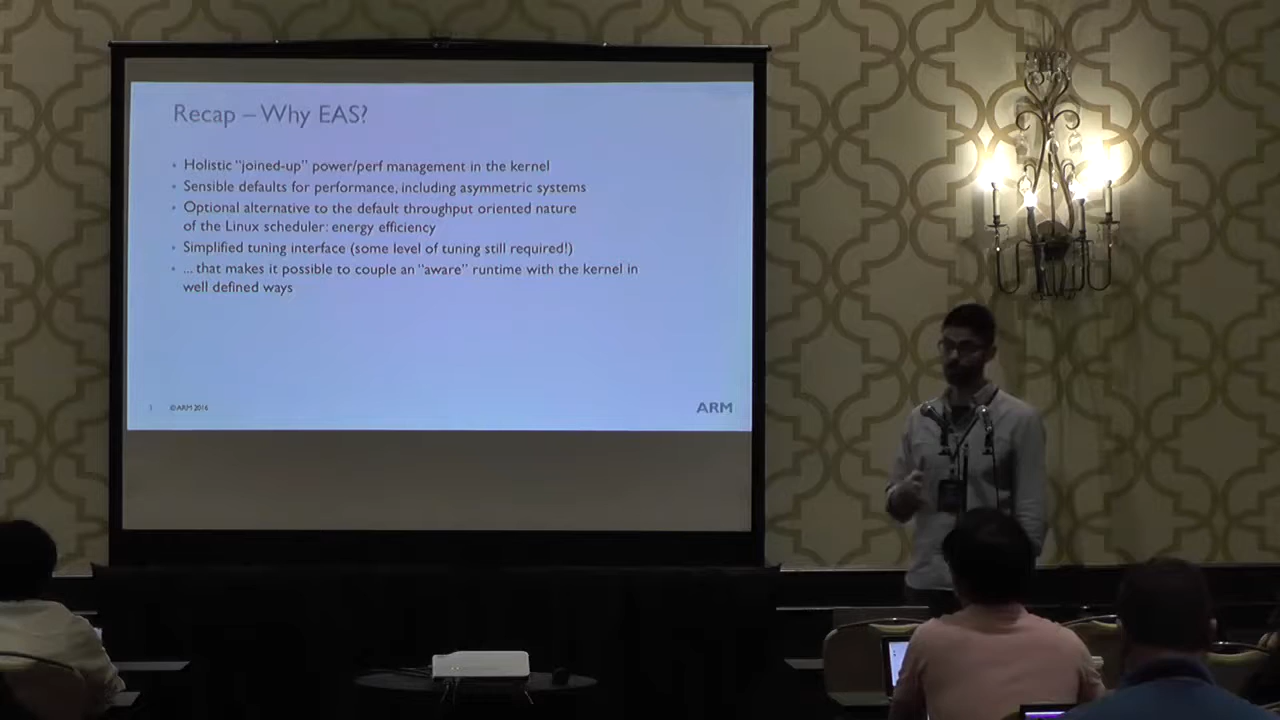 Recap – Why EAS?
• Holistic "joined-up" power/perf management in the kernel
• Sensible defaults for performance, including asymmetric systems
• Optional alternative to the default throughput oriented nature
of the Linux scheduler: energy efficiency
• Simplified tuning interface (some level of tuning still required!)
• ... that makes it possible to couple an "aware" runtime with the kernel in
well defined ways
©ARM 2016
ARM